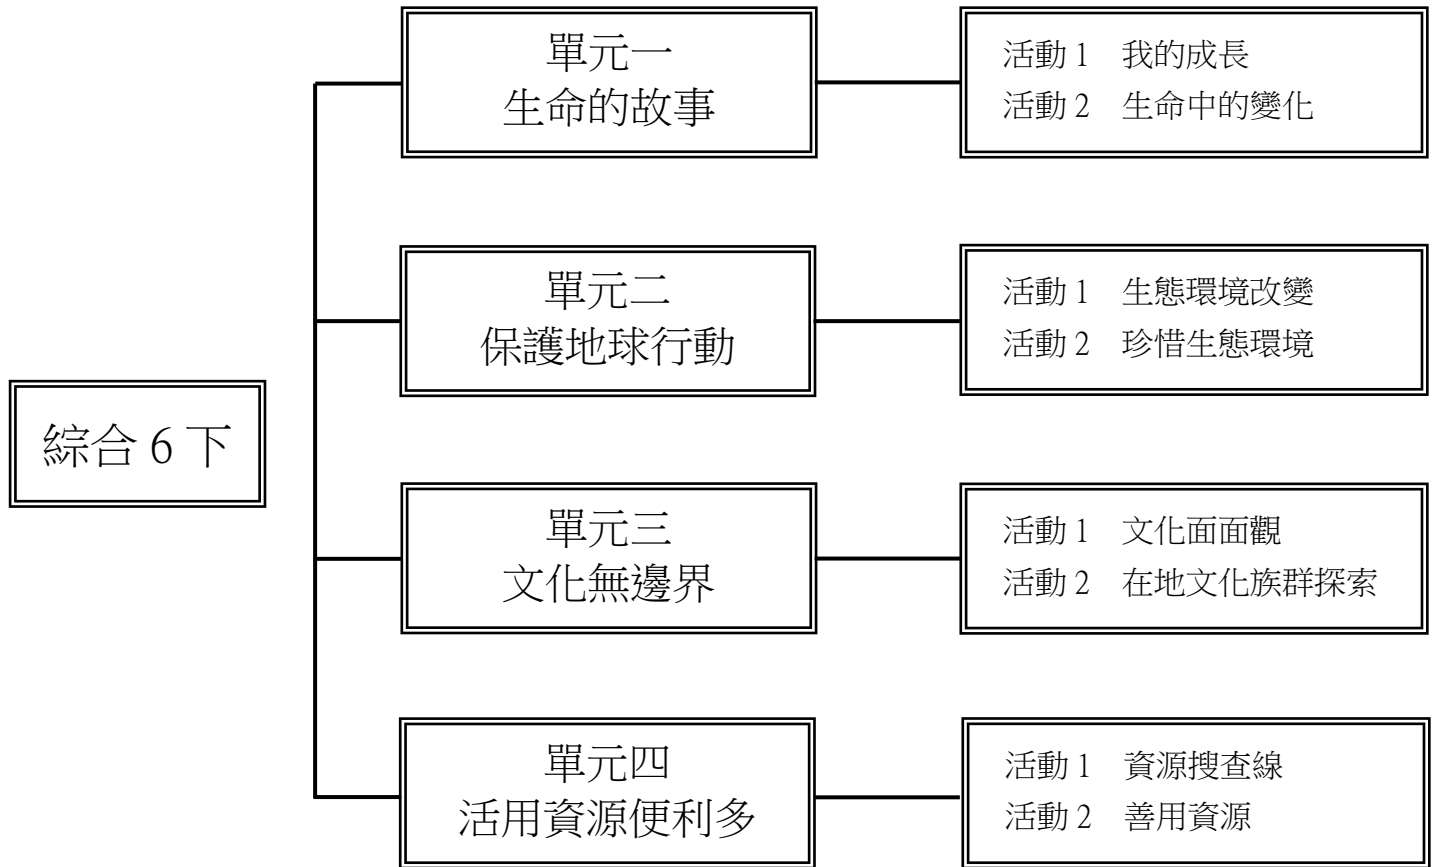 單元一
生命的故事
活動 1　我的成長
活動 2　生命中的變化
單元二
保護地球行動
活動 1　生態環境改變
活動 2　珍惜生態環境
綜合 6 下
單元三
文化無邊界
活動 1　文化面面觀
活動 2　在地文化族群探索
單元四
活用資源便利多
活動 1　資源搜查線
活動 2　善用資源